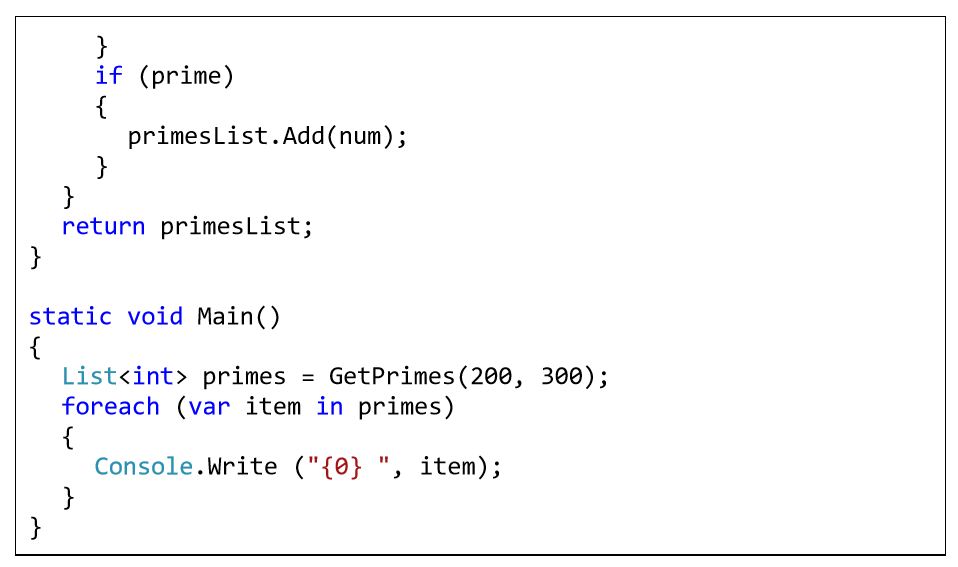 }
if (prime)
{
primesList.Add(num);
}
}
return primesList;
}
static void Main()
{
List<int> primes = GetPrimes(200, 300);
foreach (var item in primes)
{
Console.Write ("{0} ", item);
}
}